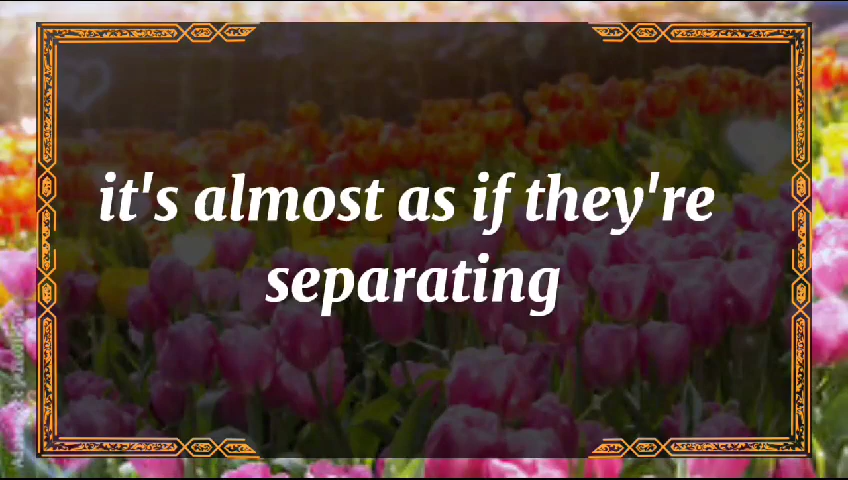 it's almost as if they're
separating